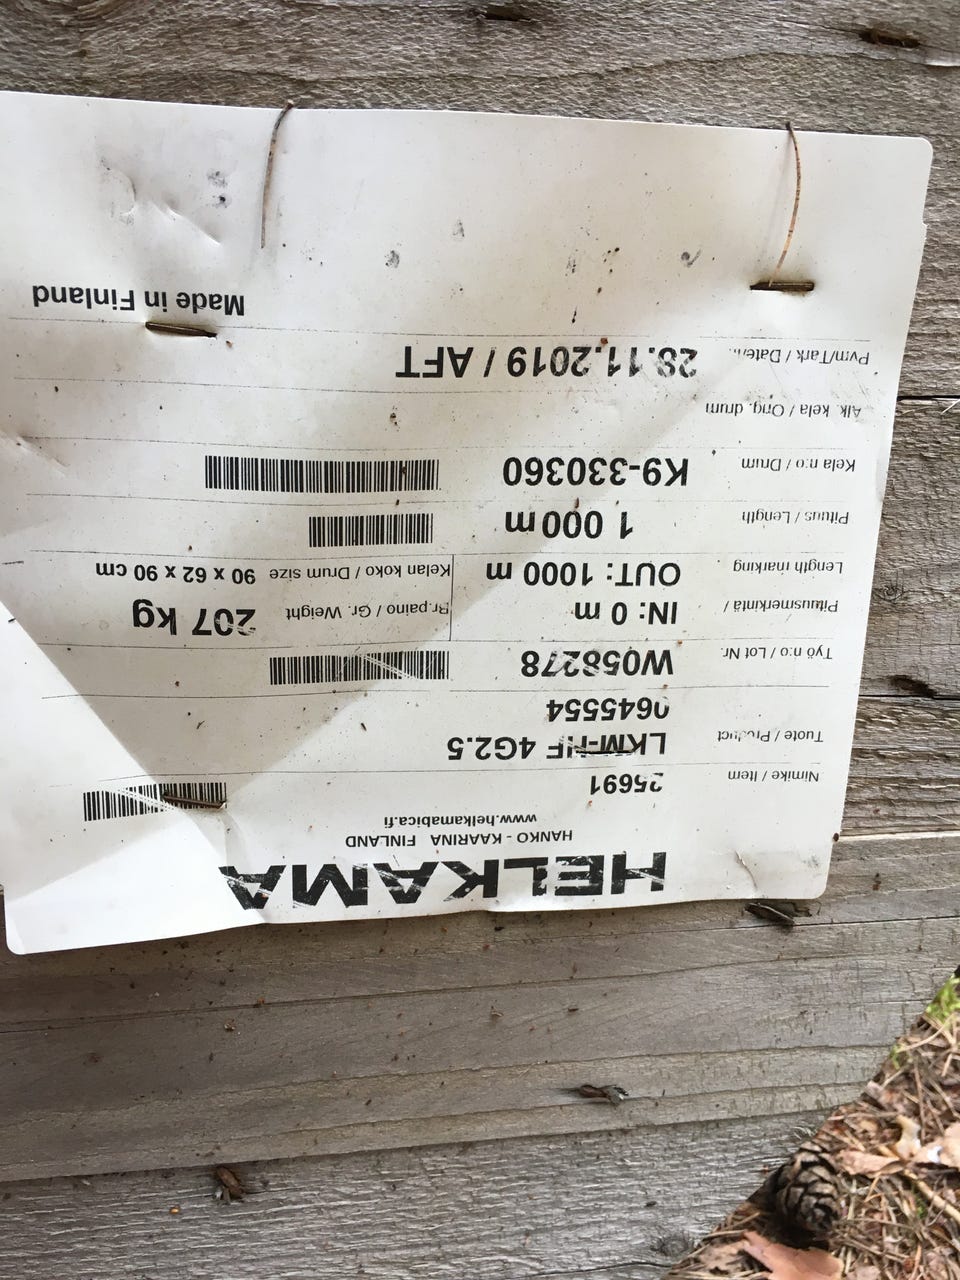 HELKAMA
HANKO - KAARINA FINLAND
www.helkamabica.fi
Nimike / Item 25691
Tuote / Product LKM-HF 4G2.5
0645554
Työ n:o / Lot Nr. W058278
Pituusmerkintä / IN: 0 m
Length marking OUT: 1000 m
Br.paino / Gr. Weight 207 kg
Kelan koko / Drum size 90 x 62 x 90 cm
Pituus / Length 1 000 m
Kela n:o / Drum K9-330360
Alk. kela / Orig. drum
Pvm/Tark / Date/I.. 28.11.2019 / AFT
Made in Finland